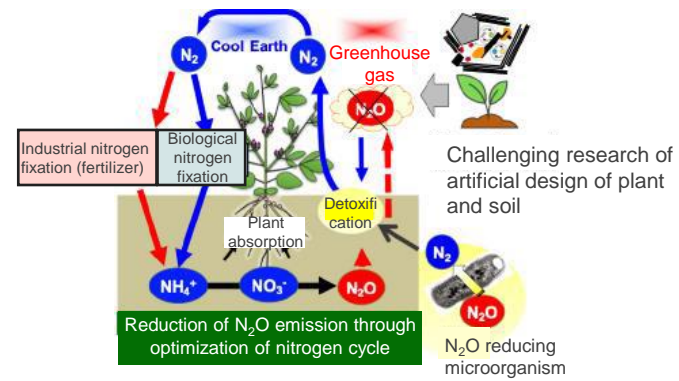 Cool Earth
N₂
N₂
Greenhouse
gas
N₂O
Industrial nitrogen
fixation (fertilizer)
Biological
nitrogen
fixation
Challenging research of
artificial design of plant
and soil
Detoxifi
cation
Plant
absorption
N₂
NH₄⁺
NO₃⁻
N₂O
N₂O
Reduction of N₂O emission through
optimization of nitrogen cycle
N₂O reducing
microorganism